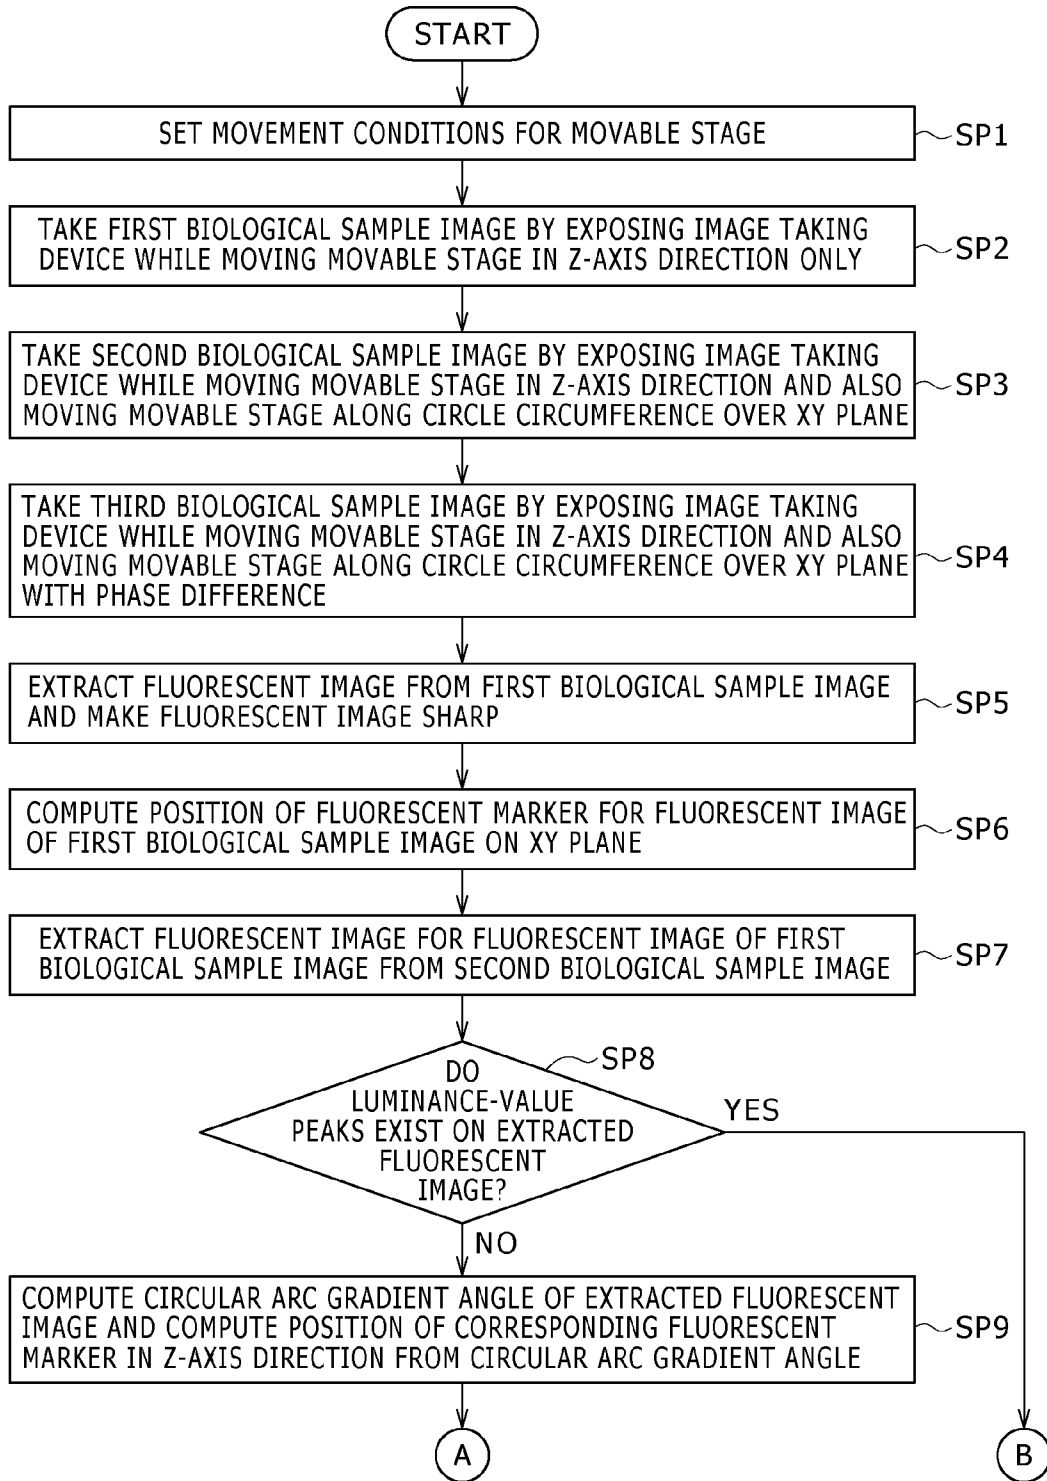 START
SET MOVEMENT CONDITIONS FOR MOVABLE STAGE
SP1
TAKE FIRST BIOLOGICAL SAMPLE IMAGE BY EXPOSING IMAGE TAKING
DEVICE WHILE MOVING MOVABLE STAGE IN Z-AXIS DIRECTION ONLY
SP2
TAKE SECOND BIOLOGICAL SAMPLE IMAGE BY EXPOSING IMAGE TAKING
DEVICE WHILE MOVING MOVABLE STAGE IN Z-AXIS DIRECTION AND ALSO
MOVING MOVABLE STAGE ALONG CIRCLE CIRCUMFERENCE OVER XY PLANE
SP3
TAKE THIRD BIOLOGICAL SAMPLE IMAGE BY EXPOSING IMAGE TAKING
DEVICE WHILE MOVING MOVABLE STAGE IN Z-AXIS DIRECTION AND ALSO
MOVING MOVABLE STAGE ALONG CIRCLE CIRCUMFERENCE OVER XY PLANE
WITH PHASE DIFFERENCE
SP4
EXTRACT FLUORESCENT IMAGE FROM FIRST BIOLOGICAL SAMPLE IMAGE
AND MAKE FLUORESCENT IMAGE SHARP
SP5
COMPUTE POSITION OF FLUORESCENT MARKER FOR FLUORESCENT IMAGE
OF FIRST BIOLOGICAL SAMPLE IMAGE ON XY PLANE
SP6
EXTRACT FLUORESCENT IMAGE FOR FLUORESCENT IMAGE OF FIRST
BIOLOGICAL SAMPLE IMAGE FROM SECOND BIOLOGICAL SAMPLE IMAGE
SP7
SP8
DO
LUMINANCE-VALUE
PEAKS EXIST ON EXTRACTED
FLUORESCENT
IMAGE?
YES
NO
COMPUTE CIRCULAR ARC GRADIENT ANGLE OF EXTRACTED FLUORESCENT
IMAGE AND COMPUTE POSITION OF CORRESPONDING FLUORESCENT
MARKER IN Z-AXIS DIRECTION FROM CIRCULAR ARC GRADIENT ANGLE
SP9
A
B